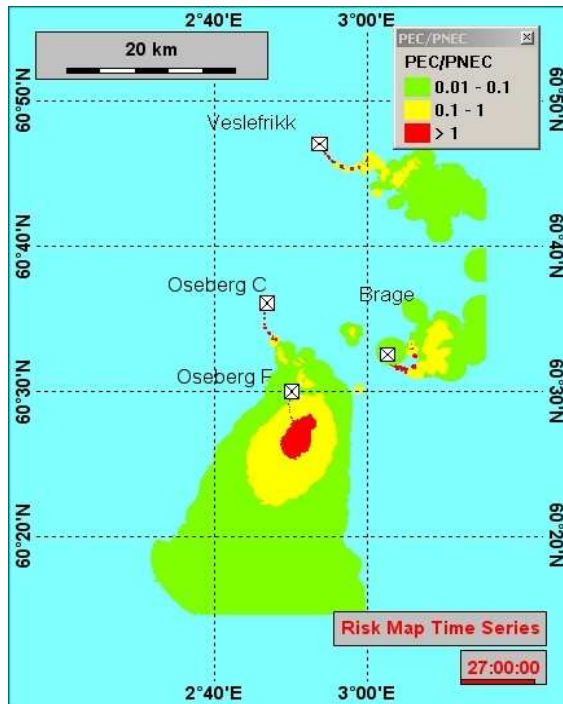 2°40'E 3°00'E
20 km
PEC/PNEC
PEC/PNEC
0.01 - 0.1
0.1 - 1
> 1
60°50'N 60°50'N
Veslefrikk
60°40'N 60°40'N
Oseberg C
Brage
Oseberg F
60°30'N 60°30'N
60°20'N 60°20'N
Risk Map Time Series
27:00:00
2°40'E 3°00'E